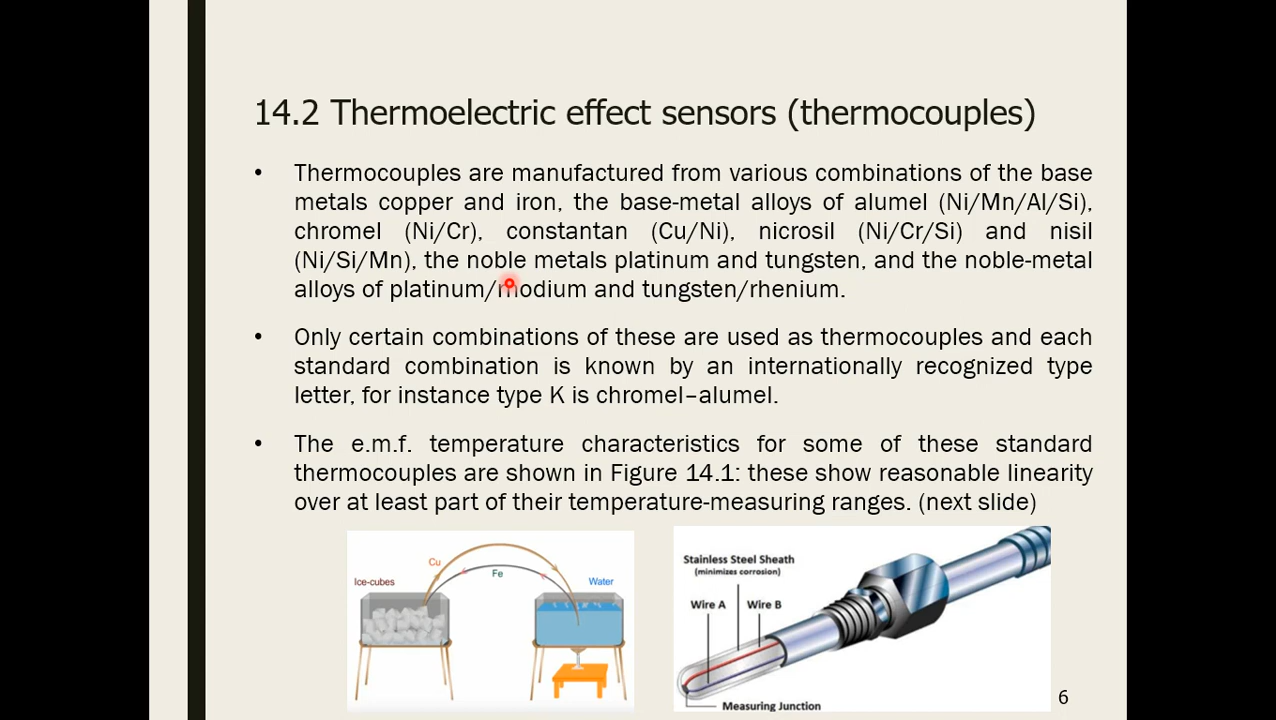 14.2 Thermoelectric effect sensors (thermocouples)
• Thermocouples are manufactured from various combinations of the base
metals copper and iron, the base-metal alloys of alumel (Ni/Mn/Al/Si),
chromel (Ni/Cr), constantan (Cu/Ni), nicrosil (Ni/Cr/Si) and nisil
(Ni/Si/Mn), the noble metals platinum and tungsten, and the noble-metal
alloys of platinum/rhodium and tungsten/rhenium.
• Only certain combinations of these are used as thermocouples and each
standard combination is known by an internationally recognized type
letter, for instance type K is chromel–alumel.
• The e.m.f. temperature characteristics for some of these standard
thermocouples are shown in Figure 14.1: these show reasonable linearity
over at least part of their temperature-measuring ranges. (next slide)
Cu
Fe
Ice-cubes
Water
Stainless Steel Sheath
(minimizes corrosion)
Wire A
Wire B
Measuring Junction
6